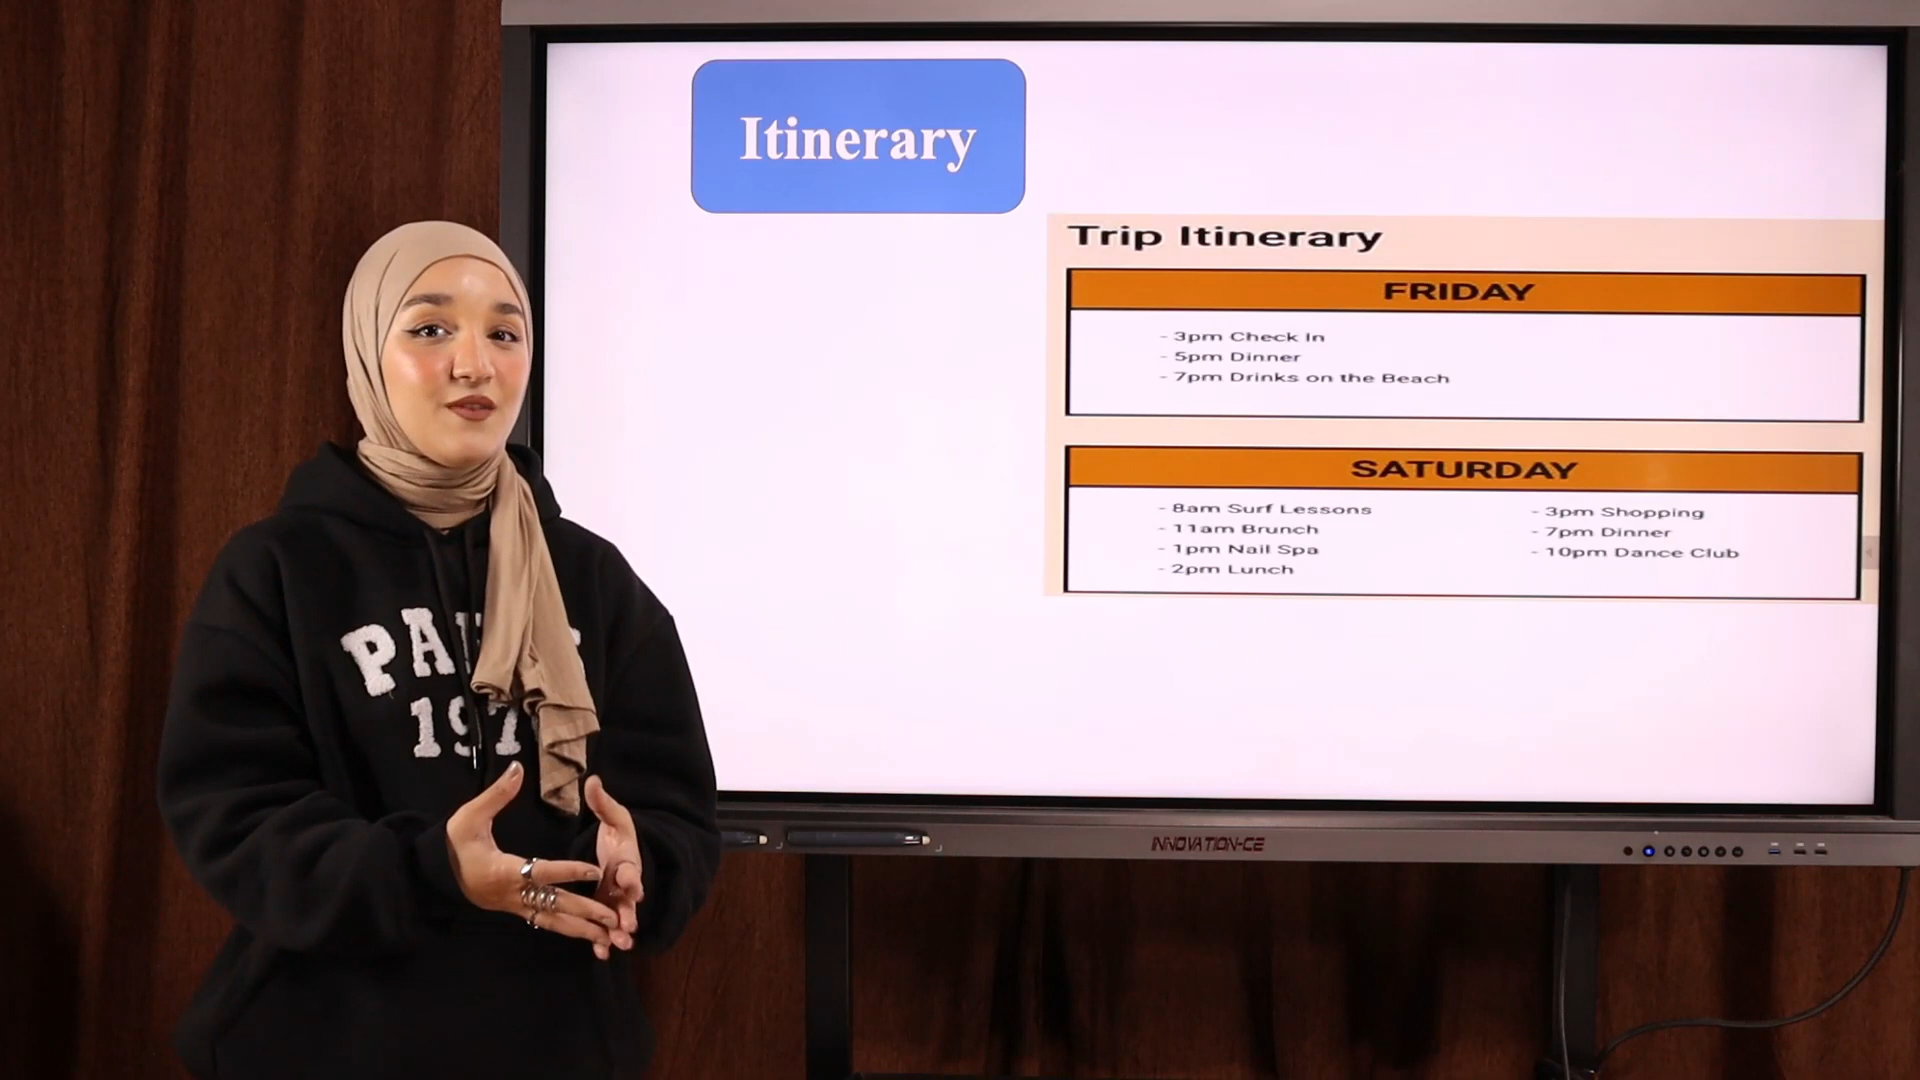 Itinerary
Trip Itinerary
FRIDAY
- 3pm Check In
- 5pm Dinner
- 7pm Drinks on the Beach
SATURDAY
- 8am Surf Lessons
- 11am Brunch
- 1pm Nail Spa
- 2pm Lunch
- 3pm Shopping
- 7pm Dinner
- 10pm Dance Club
INNOVATION-CE